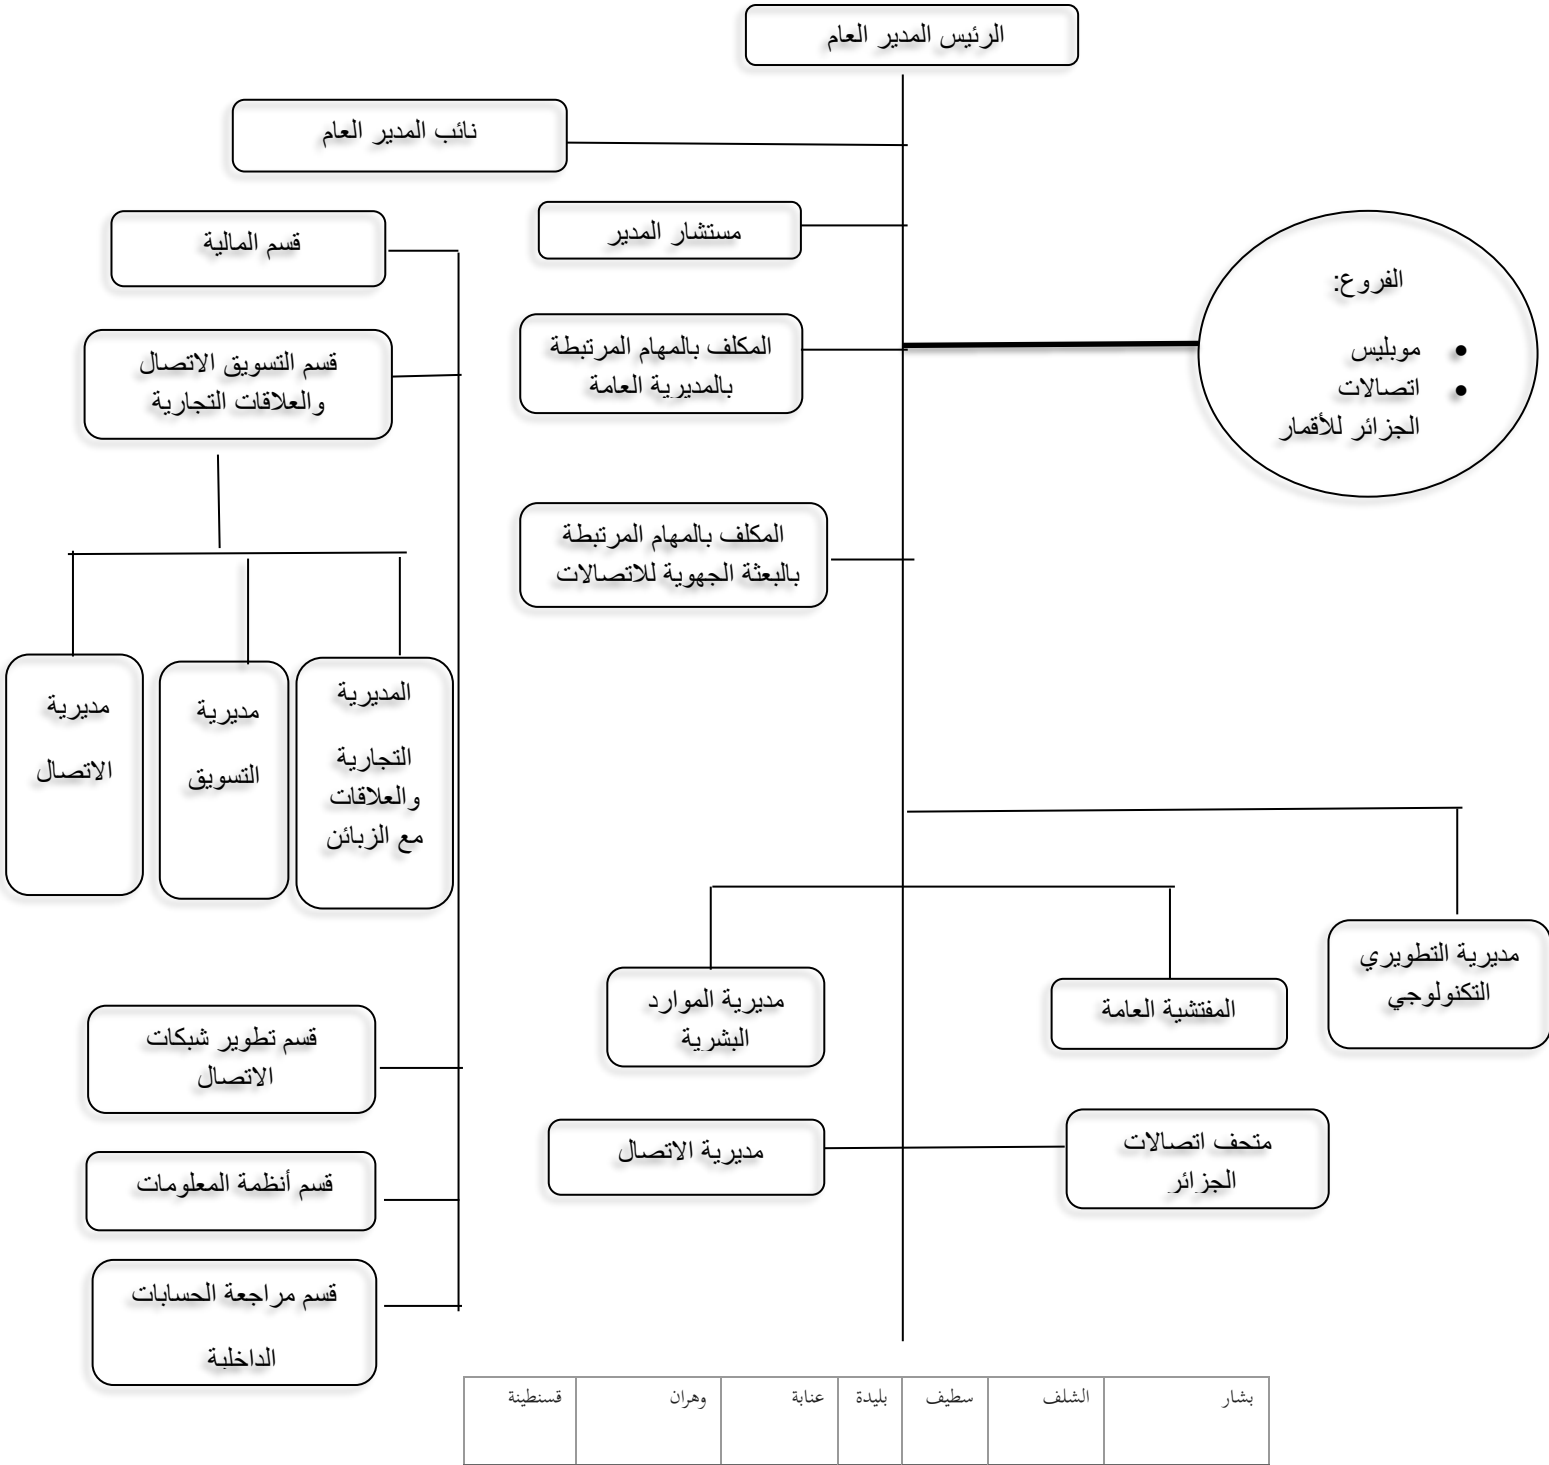 الرئيس المدير العام
نائب المدير العام
مستشار المدير
قسم المالية
الفروع:
• موبليس
• اتصالات
الجزائر للأقمار
المكلف بالمهام المرتبطة
بالمديرية العامة
قسم التسويق الاتصال
والعلاقات التجارية
المكلف بالمهام المرتبطة
بالبعثة الجهوية للاتصالات
المديرية
التجارية
والعلاقات
مع الزبائن
مديرية
التسويق
مديرية
الاتصال
مديرية التطويري
التكنولوجي
المفتشية العامة
مديرية الموارد
البشرية
قسم تطوير شبكات
الاتصال
متحف اتصالات
الجزائر
مديرية الاتصال
قسم أنظمة المعلومات
قسم مراجعة الحسابات
الداخلية
بشار الشلف سطيف بليدة عنابة وهران قسنطينة